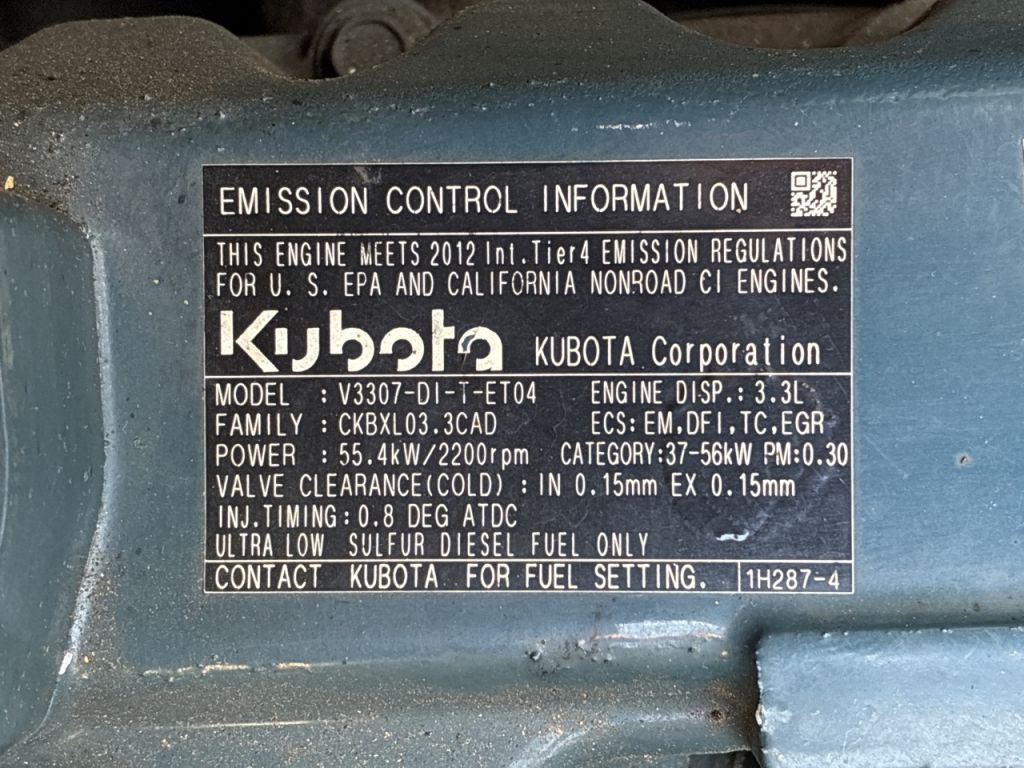 EMISSION CONTROL INFORMATION
THIS ENGINE MEETS 2012 Int.Tier4 EMISSION REGULATIONS
FOR U. S. EPA AND CALIFORNIA NONROAD CI ENGINES.
Kubota KUBOTA Corporation
MODEL : V3307-DI-T-ET04 ENGINE DISP.: 3.3L
FAMILY : CKBXL03.3CAD ECS: EM,DFI,TC,EGR
POWER : 55.4kW/2200rpm CATEGORY:37-56kW PM:0.30
VALVE CLEARANCE(COLD) : IN 0.15mm EX 0.15mm
INJ.TIMING: 0.8 DEG ATDC
ULTRA LOW SULFUR DIESEL FUEL ONLY
CONTACT KUBOTA FOR FUEL SETTING. 1H287-4